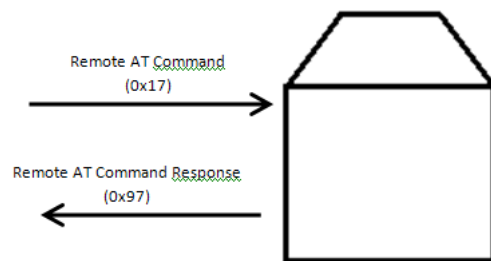 Remote AT Command
(0x17)
Remote AT Command Response
(0x97)